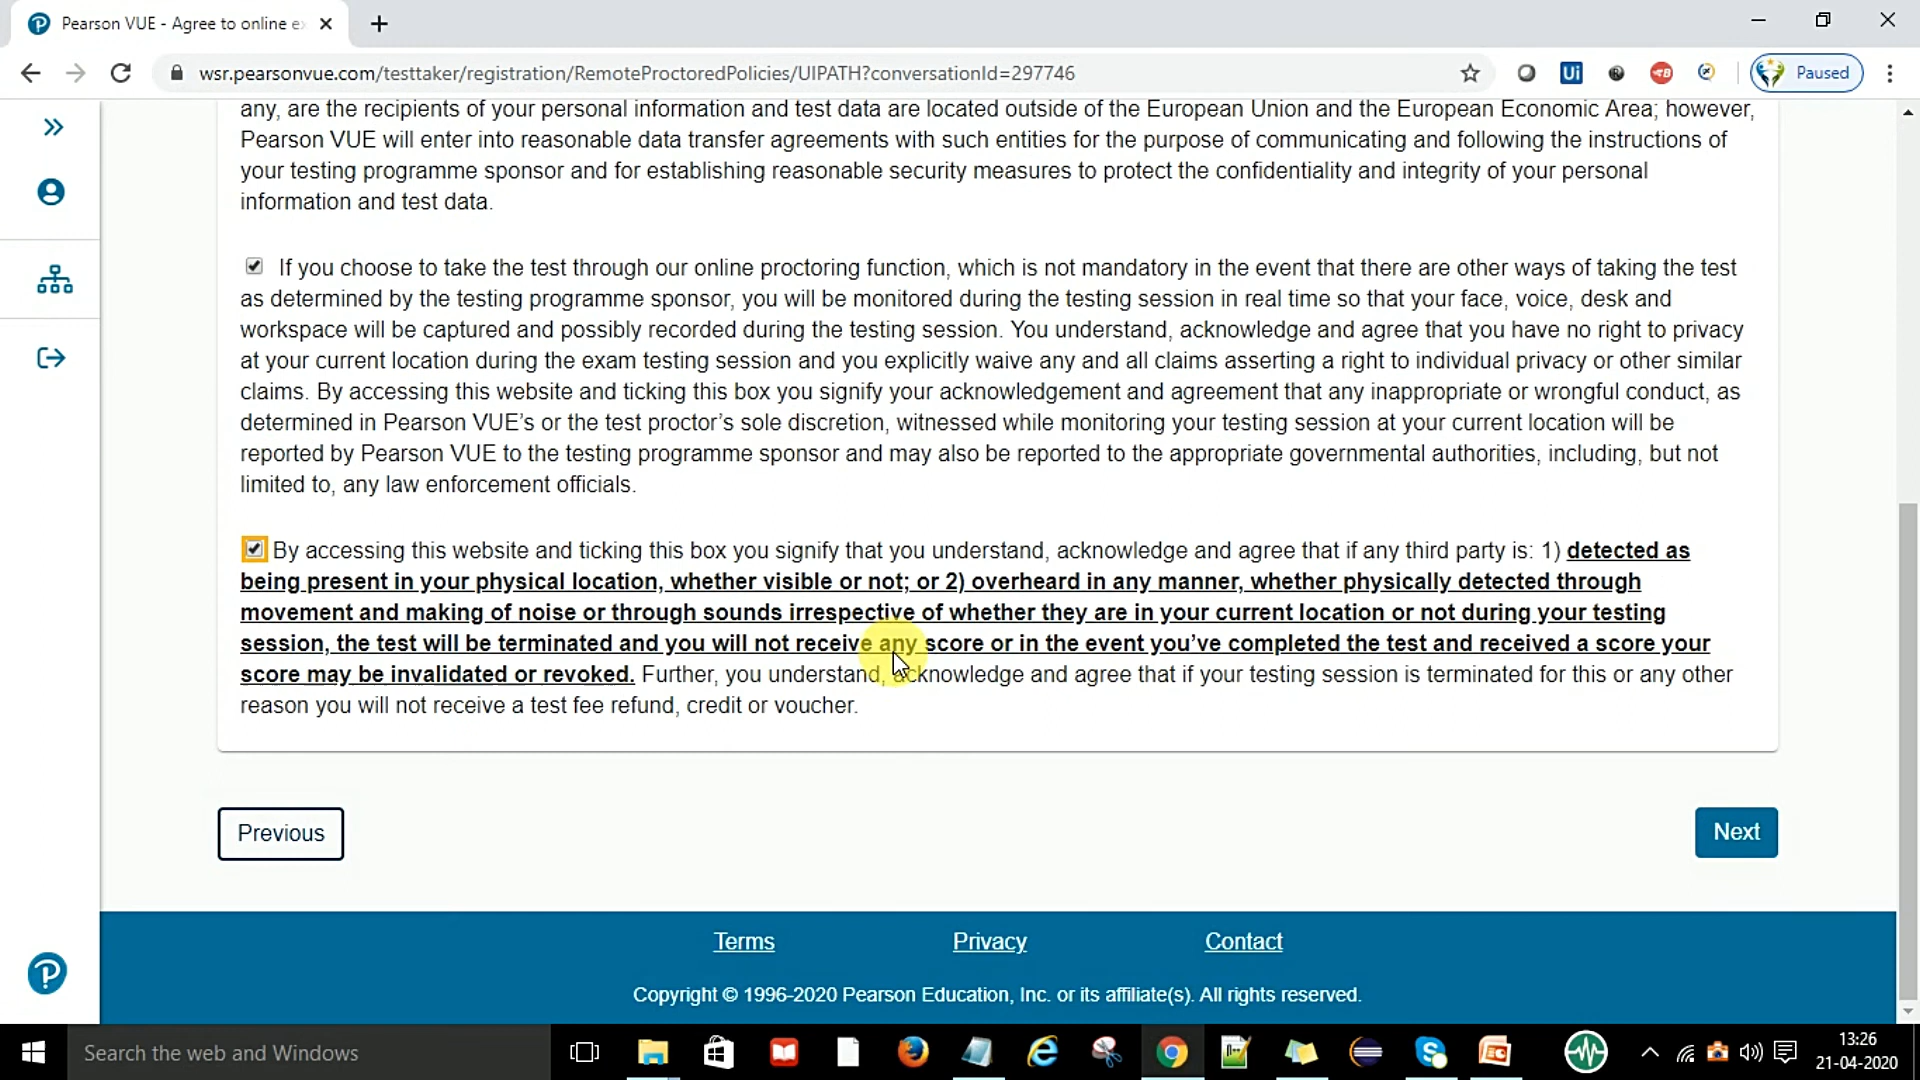 Pearson VUE - Agree to online e
wsr.pearsonvue.com/testtaker/registration/RemoteProctoredPolicies/UIPATH?conversationId=297746
Ui
Paused
any, are the recipients of your personal information and test data are located outside of the European Union and the European Economic Area; however,
Pearson VUE will enter into reasonable data transfer agreements with such entities for the purpose of communicating and following the instructions of
your testing programme sponsor and for establishing reasonable security measures to protect the confidentiality and integrity of your personal
information and test data.
If you choose to take the test through our online proctoring function, which is not mandatory in the event that there are other ways of taking the test
as determined by the testing programme sponsor, you will be monitored during the testing session in real time so that your face, voice, desk and
workspace will be captured and possibly recorded during the testing session. You understand, acknowledge and agree that you have no right to privacy
at your current location during the exam testing session and you explicitly waive any and all claims asserting a right to individual privacy or other similar
claims. By accessing this website and ticking this box you signify your acknowledgement and agreement that any inappropriate or wrongful conduct, as
determined in Pearson VUE’s or the test proctor’s sole discretion, witnessed while monitoring your testing session at your current location will be
reported by Pearson VUE to the testing programme sponsor and may also be reported to the appropriate governmental authorities, including, but not
limited to, any law enforcement officials.
By accessing this website and ticking this box you signify that you understand, acknowledge and agree that if any third party is: 1) detected as
being present in your physical location, whether visible or not; or 2) overheard in any manner, whether physically detected through
movement and making of noise or through sounds irrespective of whether they are in your current location or not during your testing
session, the test will be terminated and you will not receive any score or in the event you’ve completed the test and received a score your
score may be invalidated or revoked. Further, you understand, acknowledge and agree that if your testing session is terminated for this or any other
reason you will not receive a test fee refund, credit or voucher.
Previous
Next
Terms
Privacy
Contact
Copyright © 1996-2020 Pearson Education, Inc. or its affiliate(s). All rights reserved.
Search the web and Windows
13:26
21-04-2020